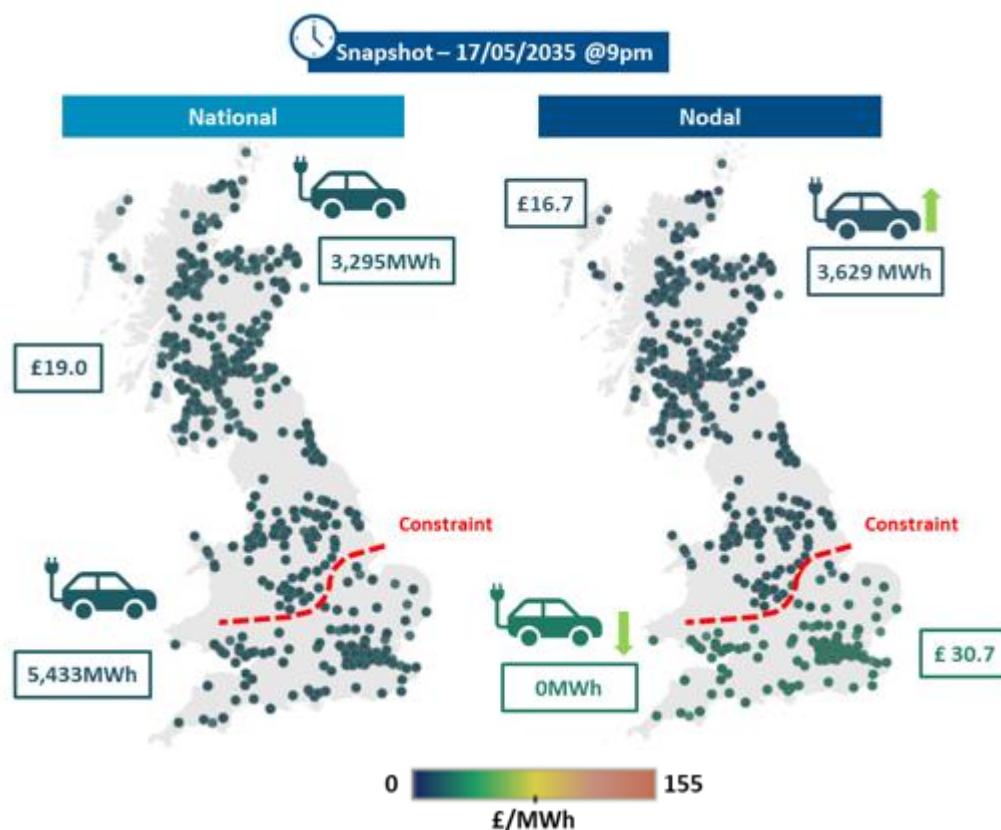 Snapshot – 17/05/2035 @9pm
National
Nodal
3,295MWh
£19.0
Constraint
5,433MWh
£16.7
3,629 MWh
Constraint
0MWh
£ 30.7
0
155
£/MWh